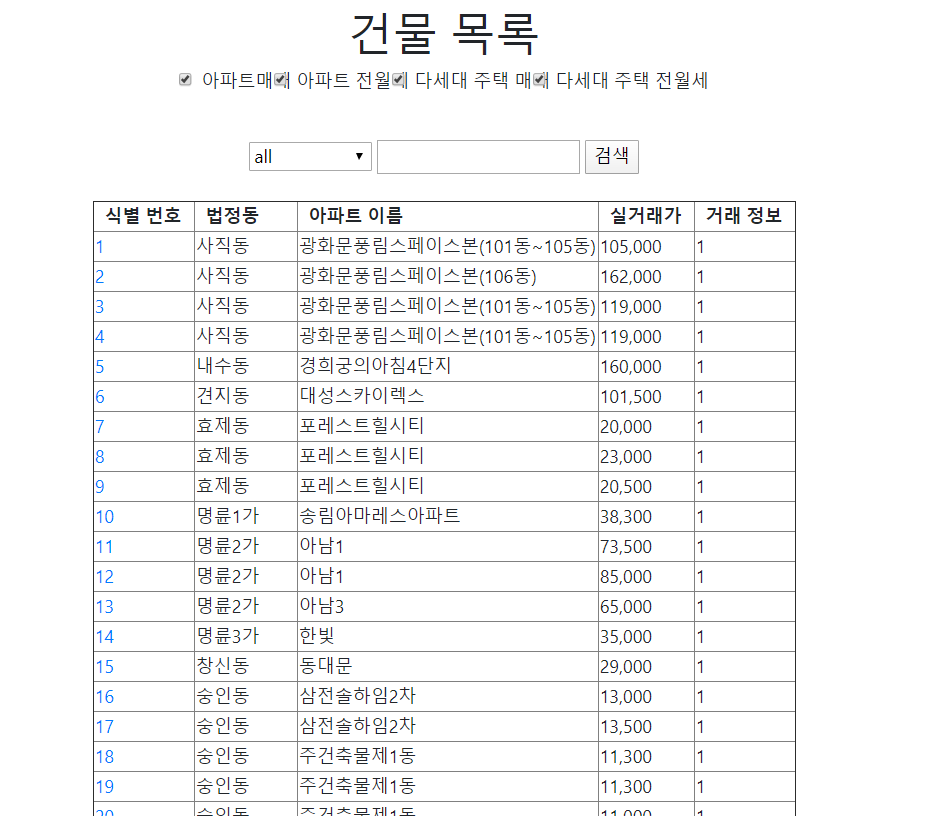 건물 목록
아파트매매 아파트 전월세 다세대 주택 매매 다세대 주택 전월세
all 검색
식별 번호 법정동 아파트 이름 실거래가 거래 정보
1 사직동 광화문풍림스페이스본(101동~105동) 105,000 1
2 사직동 광화문풍림스페이스본(106동) 162,000 1
3 사직동 광화문풍림스페이스본(101동~105동) 119,000 1
4 사직동 광화문풍림스페이스본(101동~105동) 119,000 1
5 내수동 경희궁의아침4단지 160,000 1
6 견지동 대성스카이렉스 101,500 1
7 효제동 포레스트힐시티 20,000 1
8 효제동 포레스트힐시티 23,000 1
9 효제동 포레스트힐시티 20,500 1
10 명륜1가 송림아마레스아파트 38,300 1
11 명륜2가 아남1 73,500 1
12 명륜2가 아남1 85,000 1
13 명륜2가 아남3 65,000 1
14 명륜3가 한빛 35,000 1
15 창신동 동대문 29,000 1
16 숭인동 삼전솔하임2차 13,000 1
17 숭인동 삼전솔하임2차 13,500 1
18 숭인동 주건축물제1동 11,300 1
19 숭인동 주건축물제1동 11,300 1
20 숭인동 주건축물제1동 11,000 1